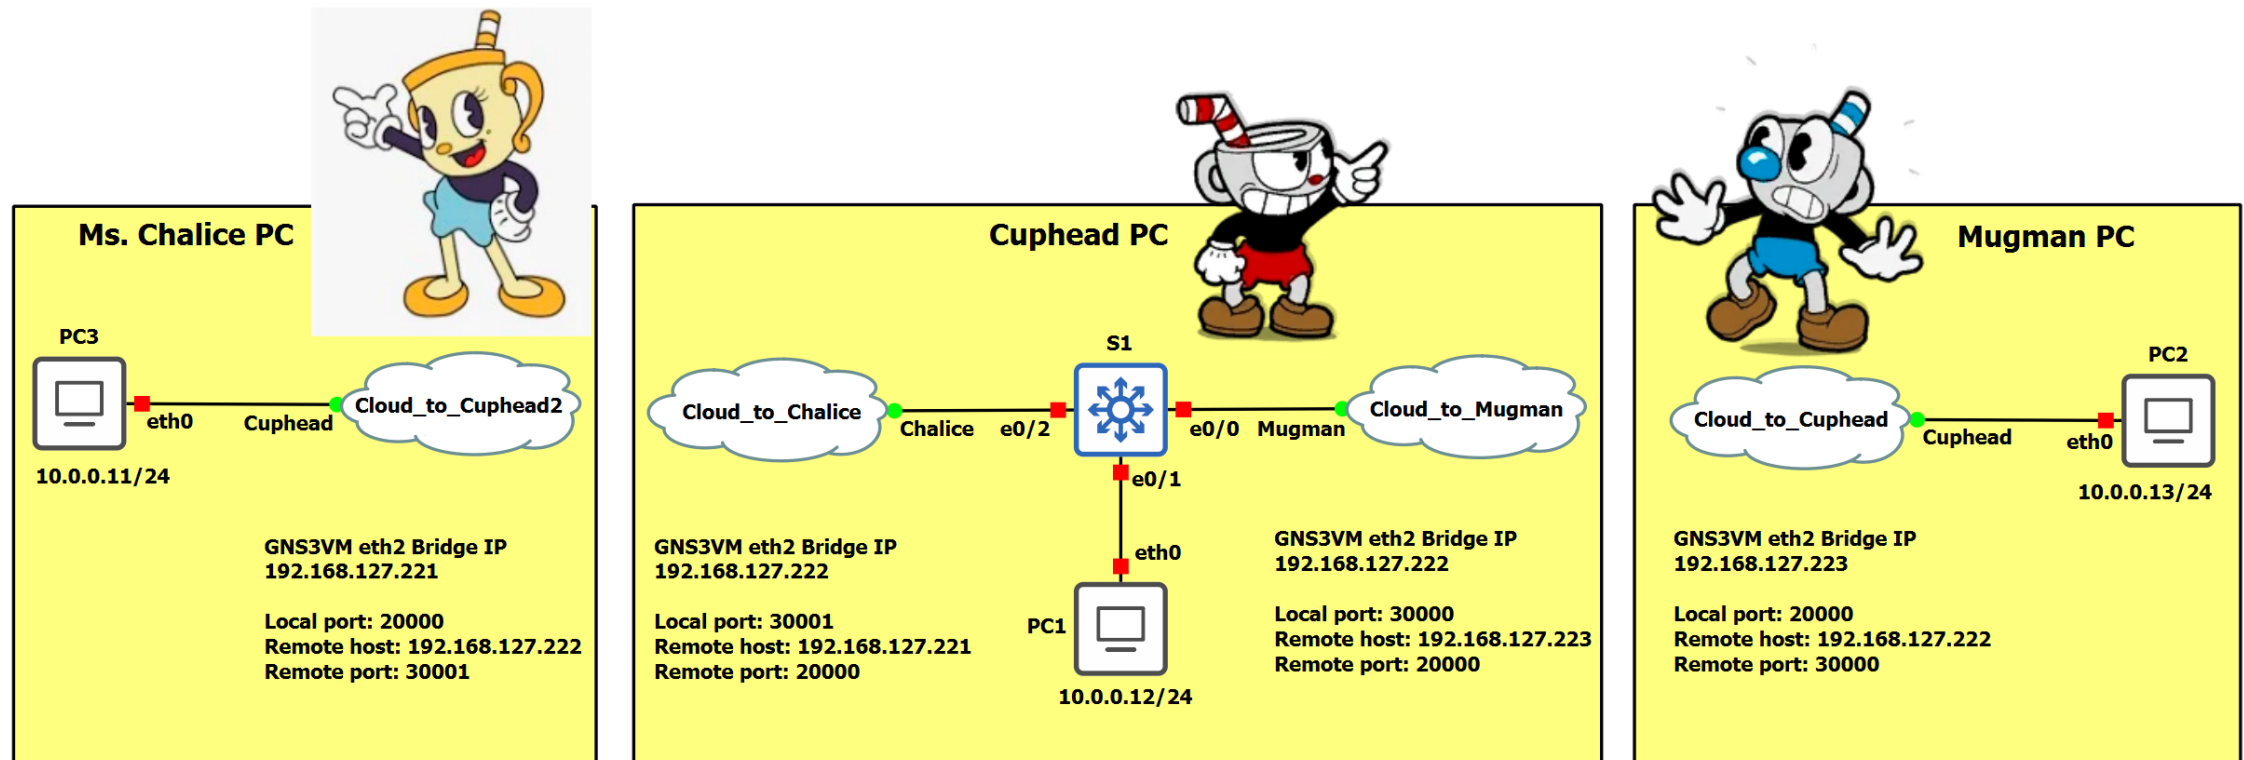 Ms. Chalice PC
PC3
eth0
Cuphead
Cloud_to_Cuphead2
10.0.0.11/24
GNS3VM eth2 Bridge IP
192.168.127.221
Local port: 20000
Remote host: 192.168.127.222
Remote port: 30001
Cuphead PC
S1
Cloud_to_Chalice
Chalice
e0/2
e0/0
Mugman
Cloud_to_Mugman
e0/1
eth0
PC1
10.0.0.12/24
GNS3VM eth2 Bridge IP
192.168.127.222
Local port: 30001
Remote host: 192.168.127.221
Remote port: 20000
GNS3VM eth2 Bridge IP
192.168.127.222
Local port: 30000
Remote host: 192.168.127.223
Remote port: 20000
Mugman PC
PC2
Cloud_to_Cuphead
Cuphead
eth0
10.0.0.13/24
GNS3VM eth2 Bridge IP
192.168.127.223
Local port: 20000
Remote host: 192.168.127.222
Remote port: 30000